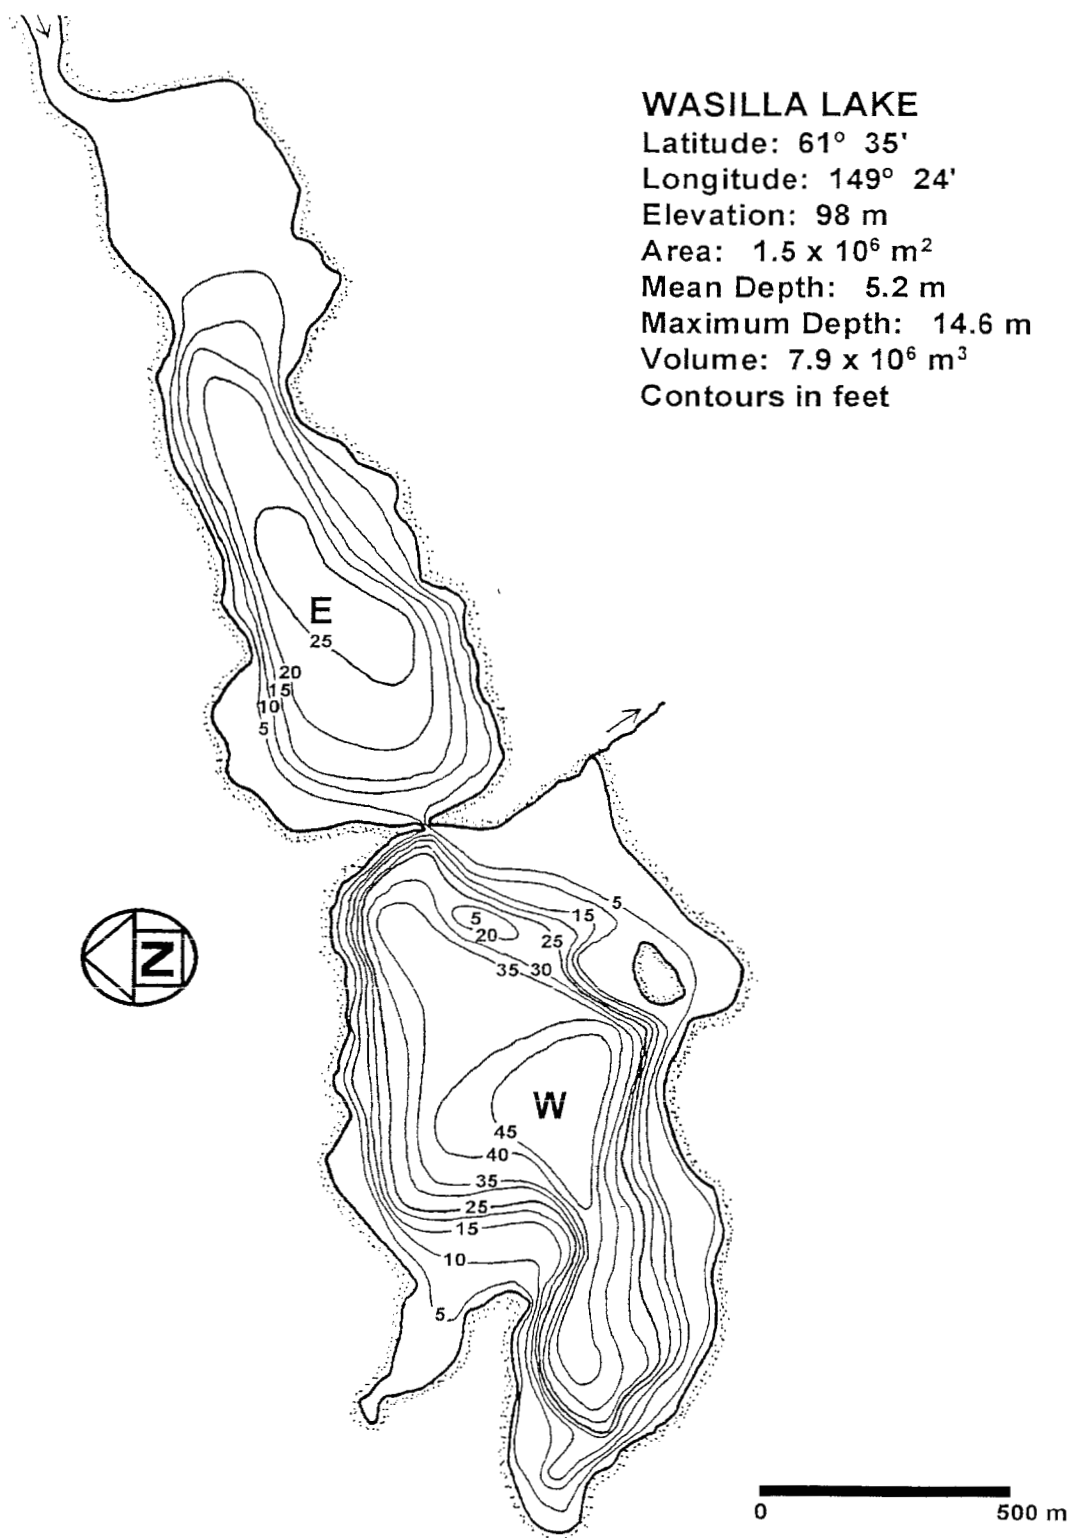 WASILLA LAKE
Latitude: 61° 35'
Longitude: 149° 24'
Elevation: 98 m
Area: 1.5 x 10⁶ m²
Mean Depth: 5.2 m
Maximum Depth: 14.6 m
Volume: 7.9 x 10⁶ m³
Contours in feet
E
25
20
15
10
5
5
15
5
20
25
35
30
N
W
45
40
35
25
15
10
5
0
500 m